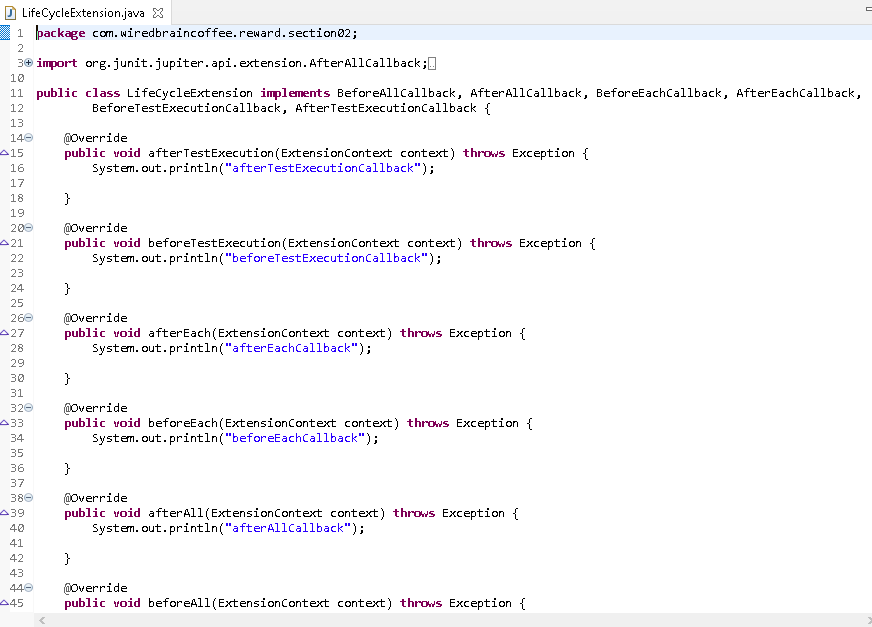 LifeCycleExtension.java
1 package com.wiredbraincoffee.reward.section02;
2
3 import org.junit.jupiter.api.extension.AfterAllCallback;
10
11 public class LifeCycleExtension implements BeforeAllCallback, AfterAllCallback, BeforeEachCallback, AfterEachCallback,
12 BeforeTestExecutionCallback, AfterTestExecutionCallback {
13
14 @Override
15 public void afterTestExecution(ExtensionContext context) throws Exception {
16 System.out.println("afterTestExecutionCallback");
17
18 }
19
20 @Override
21 public void beforeTestExecution(ExtensionContext context) throws Exception {
22 System.out.println("beforeTestExecutionCallback");
23
24 }
25
26 @Override
27 public void afterEach(ExtensionContext context) throws Exception {
28 System.out.println("afterEachCallback");
29
30 }
31
32 @Override
33 public void beforeEach(ExtensionContext context) throws Exception {
34 System.out.println("beforeEachCallback");
35
36 }
37
38 @Override
39 public void afterAll(ExtensionContext context) throws Exception {
40 System.out.println("afterAllCallback");
41
42 }
43
44 @Override
45 public void beforeAll(ExtensionContext context) throws Exception {